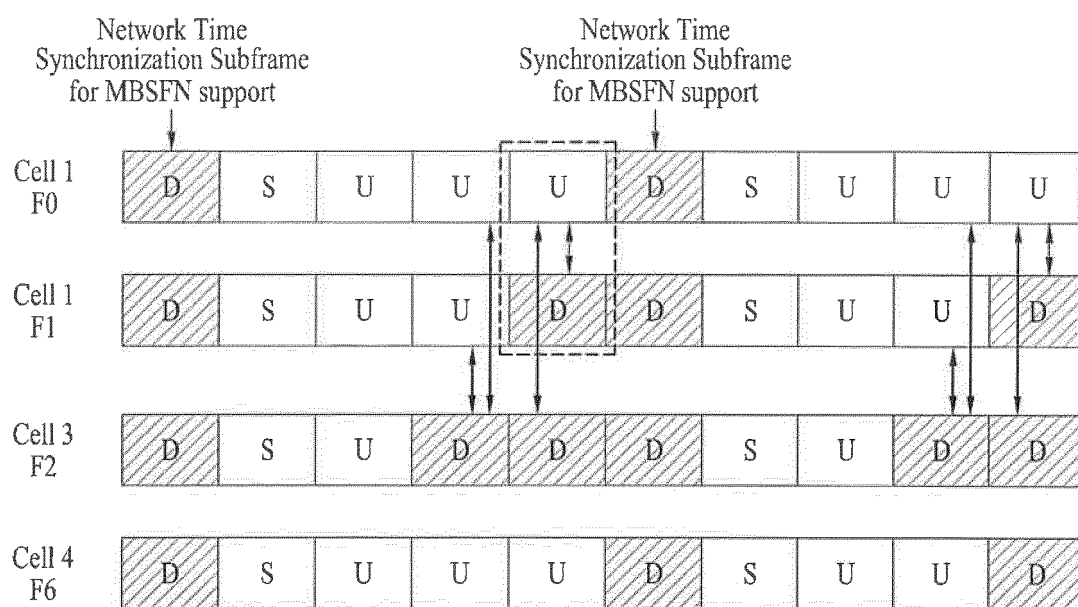 Network Time
Synchronization Subframe
for MBSFN support
Network Time
Synchronization Subframe
for MBSFN support
Cell 1
F0
D S U U U D S U U U
Cell 1
F1
D S U U D D S U U D
Cell 3
F2
D S U D D D S U D D
Cell 4
F6
D S U U U D S U U D